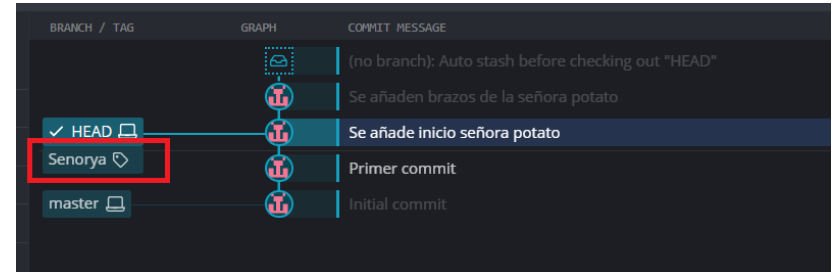 BRANCH / TAG GRAPH COMMIT MESSAGE
(no branch): Auto stash before checking out "HEAD"
Se añaden brazos de la señora potato
HEAD Se añade inicio señora potato
Senorya
Primer commit
master Initial commit